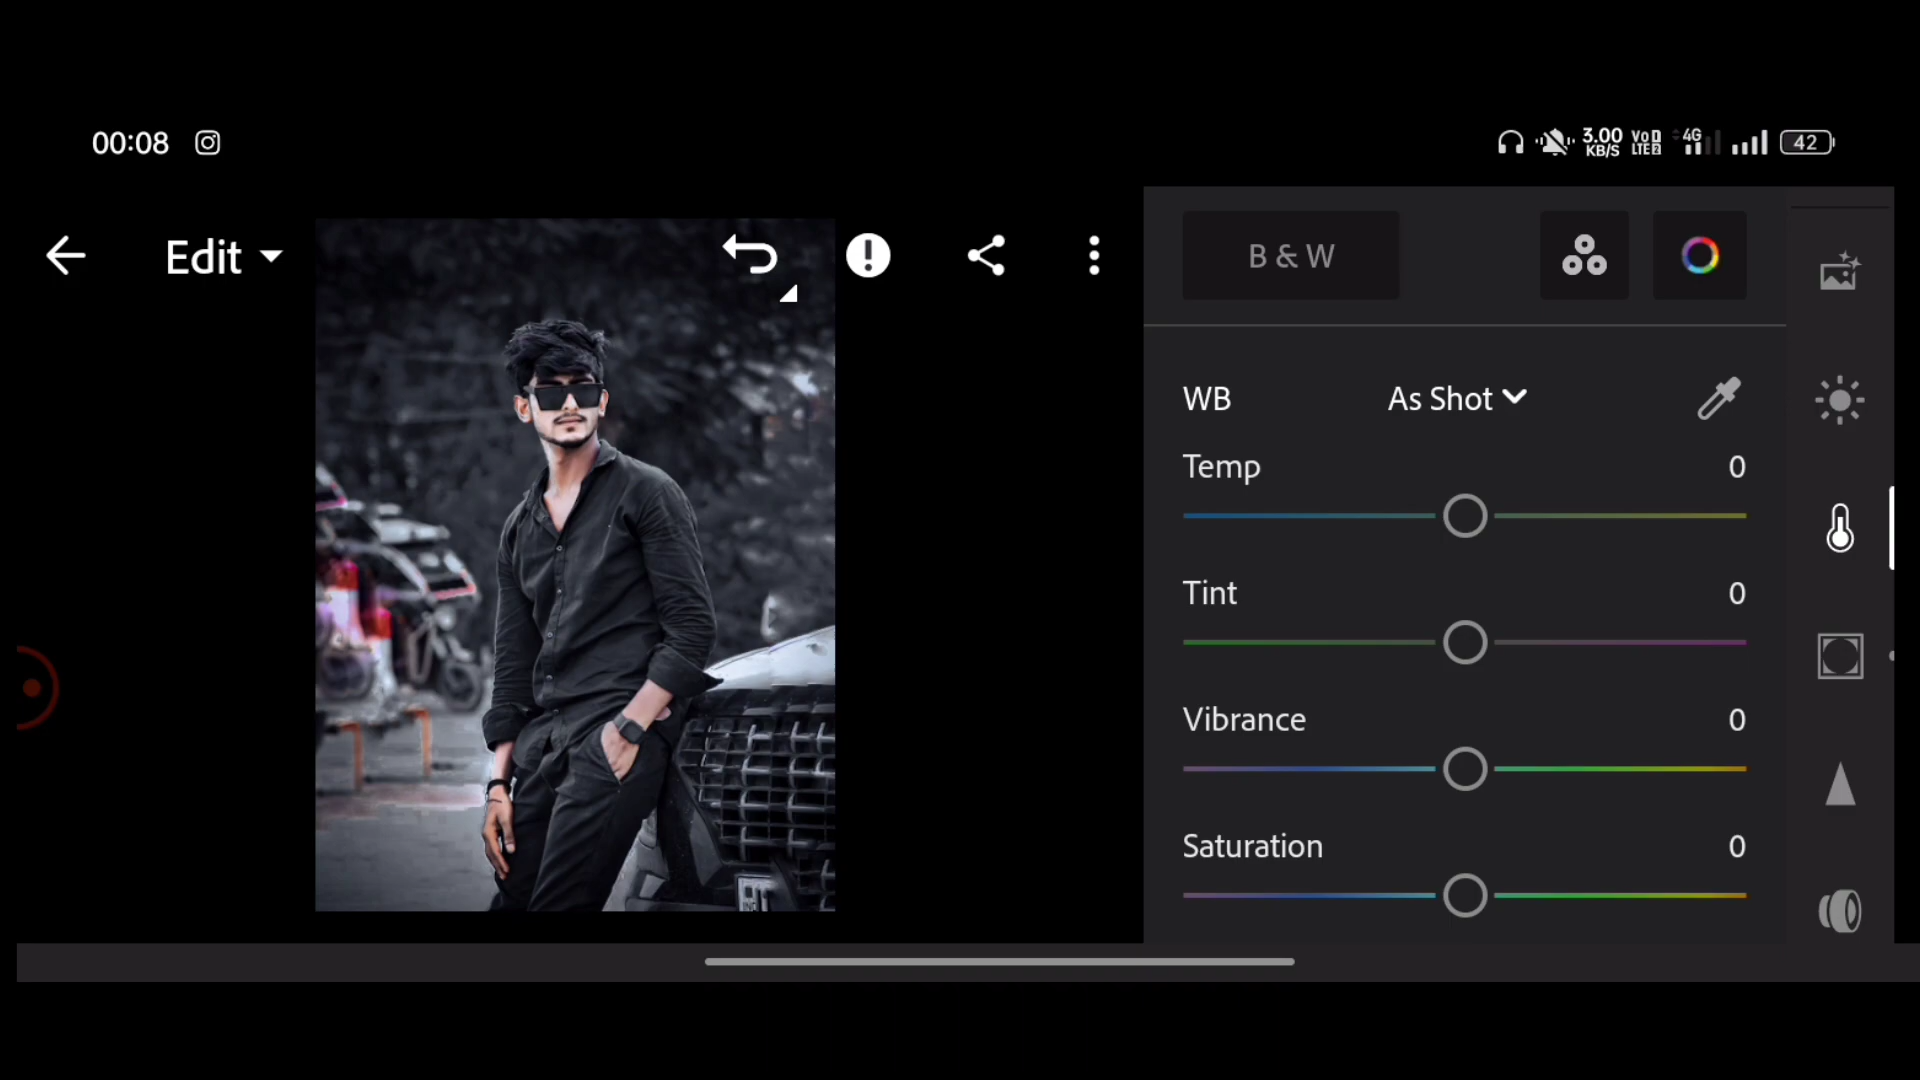 00:08
3.00 KB/S Vo LTE2 4G 42
Edit
B & W
WB As Shot
Temp 0
Tint 0
Vibrance 0
Saturation 0